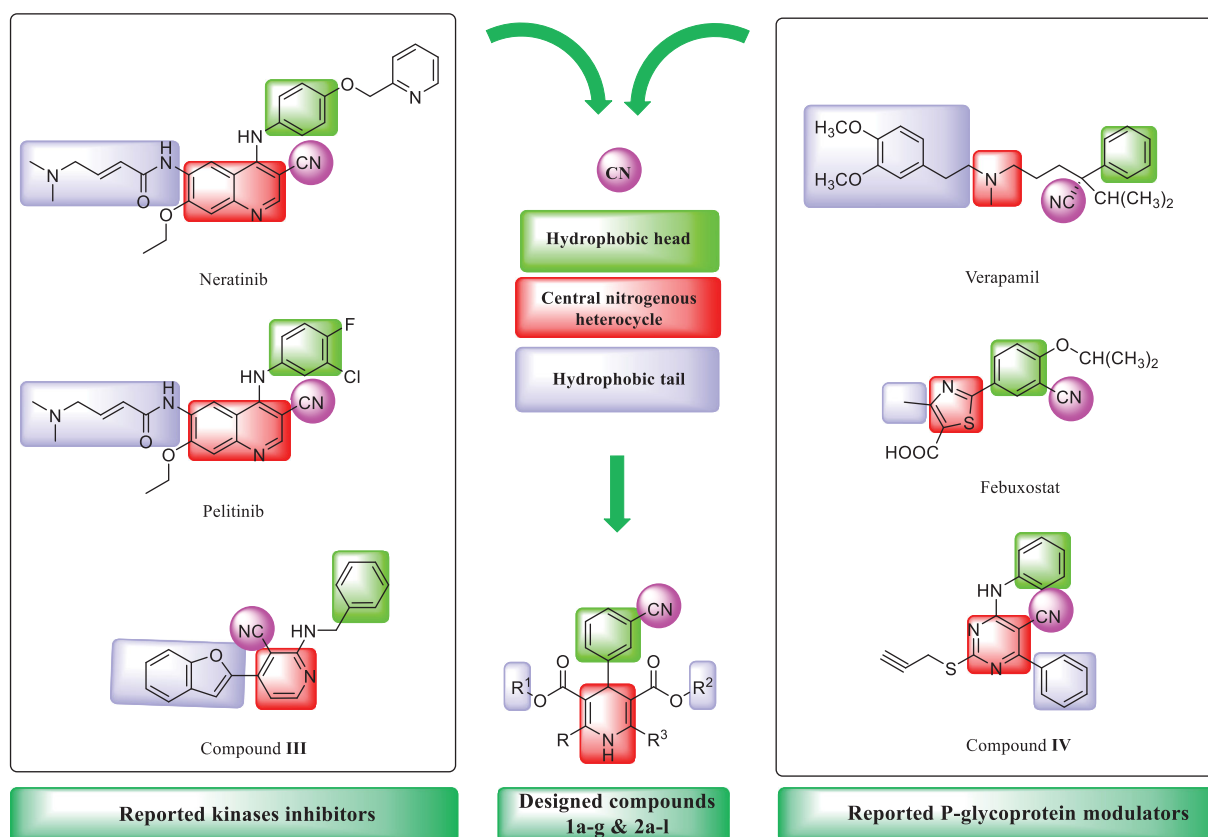 O
N
HN
N
H
N
CN
O
O
N
Neratinib
F
Cl
HN
N
H
N
CN
O
O
N
Pelitinib
NC
HN
O
N
Compound III
Reported kinases inhibitors
CN
Hydrophobic head
Central nitrogenous
heterocycle
Hydrophobic tail
CN
R¹
O
O
O
O
R²
R
N
H
R³
Designed compounds
1a-g & 2a-l
H₃CO
H₃CO
N
NC
CH(CH₃)₂
Verapamil
O
CH(CH₃)₂
N
S
CN
HOOC
Febuxostat
HN
CN
N
S
N
Compound IV
Reported P-glycoprotein modulators